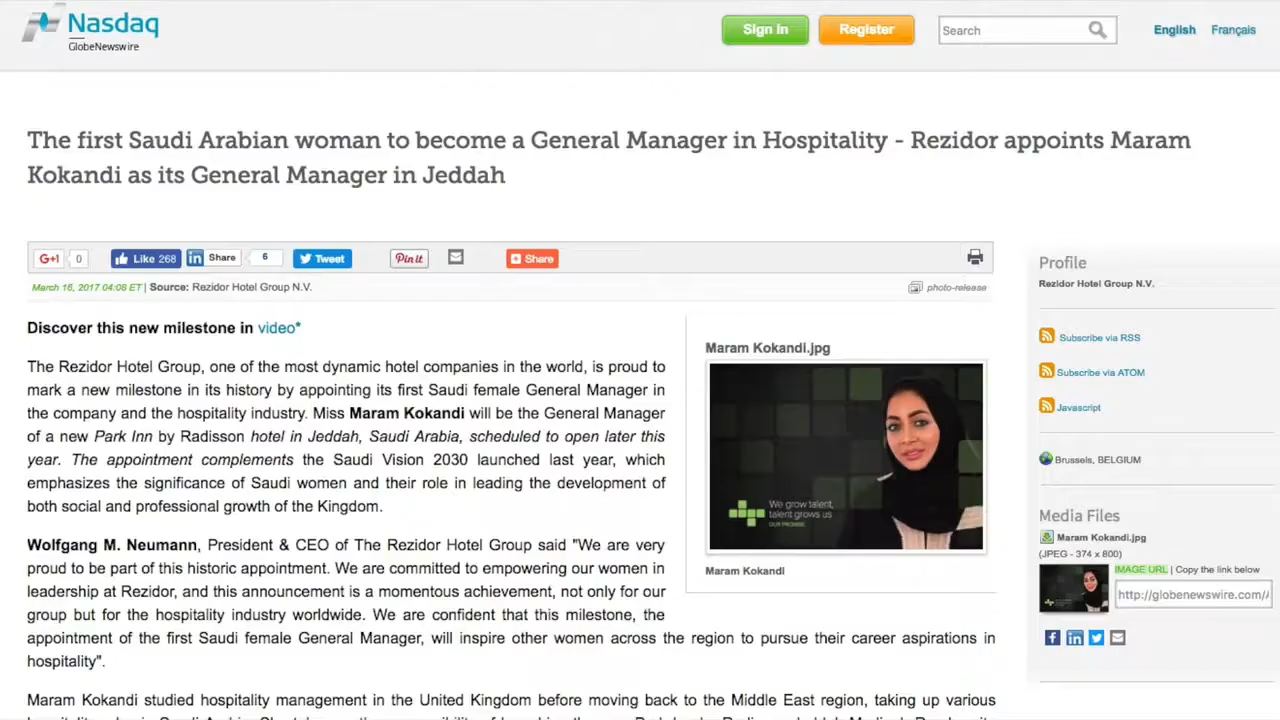 Nasdaq
GlobeNewswire
Sign In
Register
Search
English
Français
The first Saudi Arabian woman to become a General Manager in Hospitality - Rezidor appoints Maram
Kokandi as its General Manager in Jeddah
G+1
0
Like 268
in Share
6
Tweet
Pin it
Share
March 16, 2017 04:08 ET | Source: Rezidor Hotel Group N.V.
photo-release
Discover this new milestone in video*
The Rezidor Hotel Group, one of the most dynamic hotel companies in the world, is proud to
mark a new milestone in its history by appointing its first Saudi female General Manager in
the company and the hospitality industry. Miss Maram Kokandi will be the General Manager
of a new Park Inn by Radisson hotel in Jeddah, Saudi Arabia, scheduled to open later this
year. The appointment complements the Saudi Vision 2030 launched last year, which
emphasizes the significance of Saudi women and their role in leading the development of
both social and professional growth of the Kingdom.
Maram Kokandi.jpg
We grow talent,
talent grows us
OUR PROMISE
Maram Kokandi
Wolfgang M. Neumann, President & CEO of The Rezidor Hotel Group said "We are very
proud to be part of this historic appointment. We are committed to empowering our women in
leadership at Rezidor, and this announcement is a momentous achievement, not only for our
group but for the hospitality industry worldwide. We are confident that this milestone, the
appointment of the first Saudi female General Manager, will inspire other women across the region to pursue their career aspirations in
hospitality".
Maram Kokandi studied hospitality management in the United Kingdom before moving back to the Middle East region, taking up various
Profile
Rezidor Hotel Group N.V.
Subscribe via RSS
Subscribe via ATOM
Javascript
Brussels, BELGIUM
Media Files
Maram Kokandi.jpg
(JPEG - 374 x 800)
IMAGE URL | Copy the link below
http://globenewswire.com/